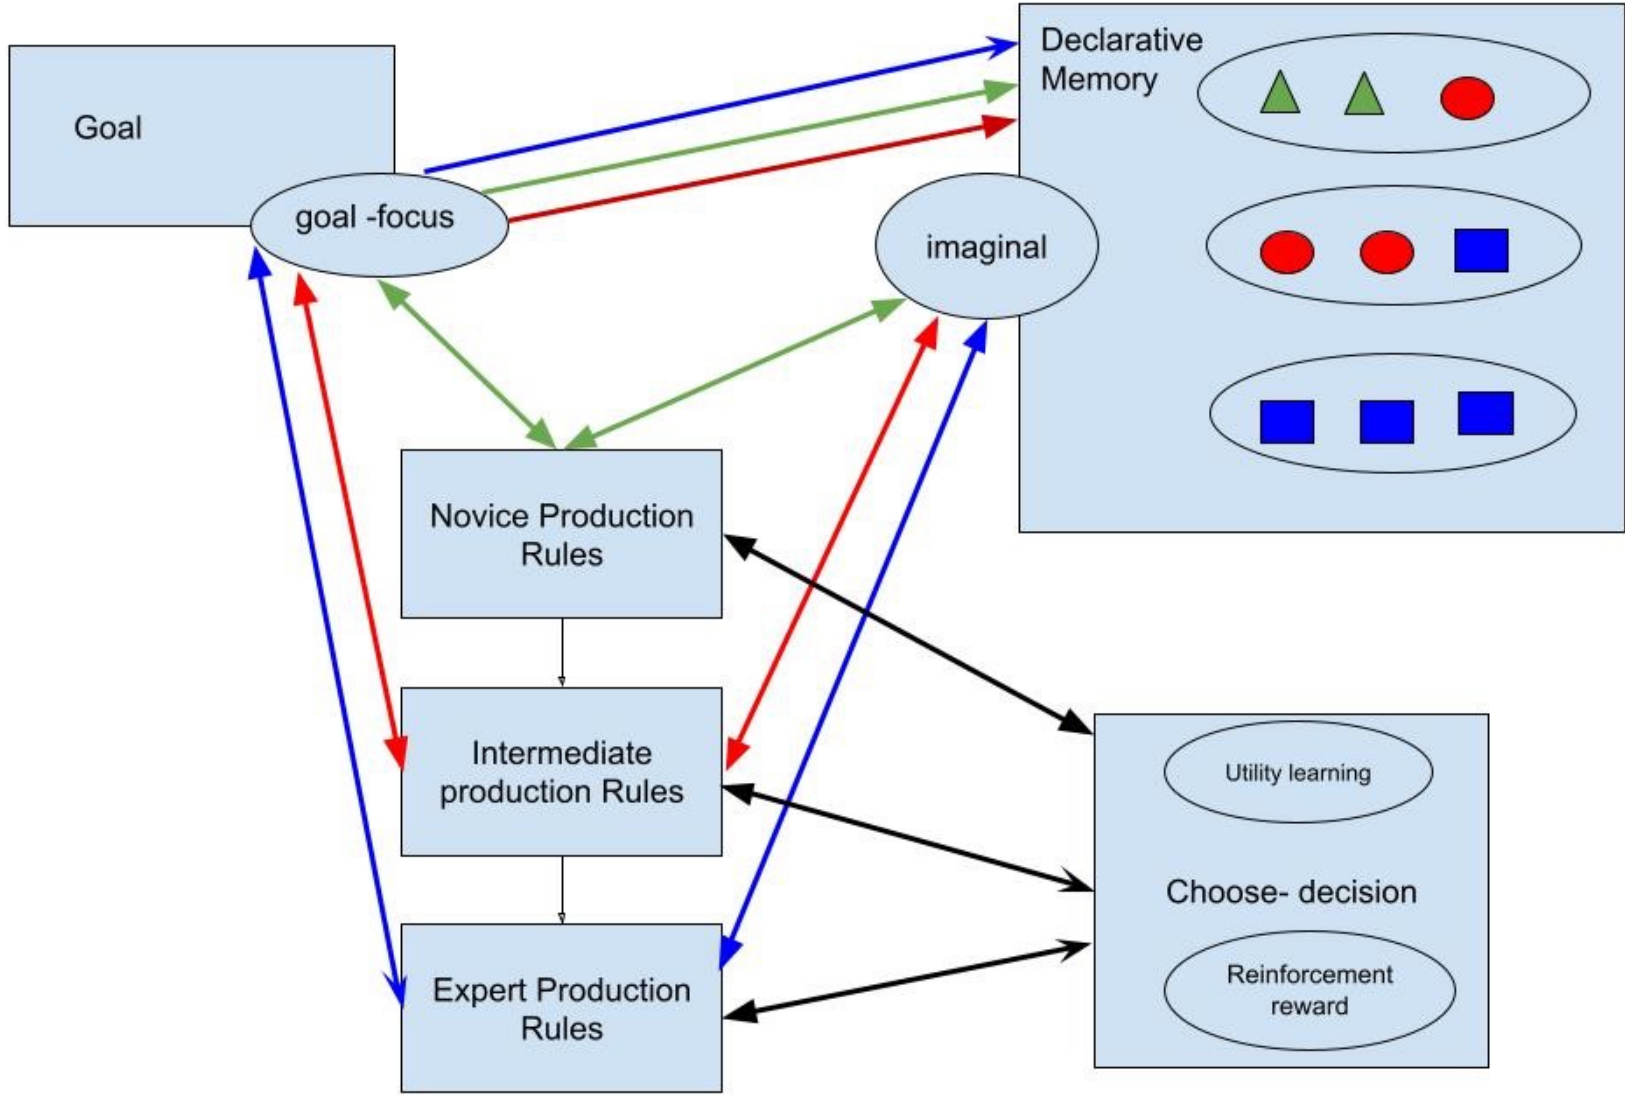 Goal
goal -focus
Declarative
Memory
imaginal
Novice Production
Rules
Intermediate
production Rules
Expert Production
Rules
Utility learning
Choose- decision
Reinforcement
reward